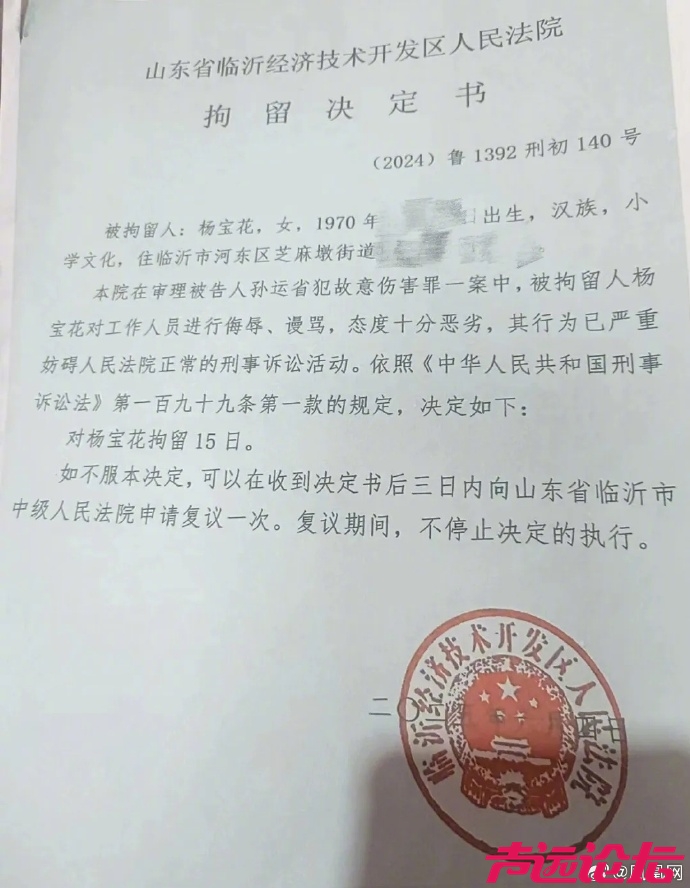 山东省临沂经济技术开发区人民法院
拘留决定书
（2024）鲁1392刑初140号
被拘留人：杨宝花，女，1970年 日出生，汉族，小
学文化，住临沂市河东区芝麻墩街道
本院在审理被告人孙运省犯故意伤害罪一案中，被拘留人杨
宝花对工作人员进行侮辱、谩骂，态度十分恶劣，其行为已严重
妨碍人民法院正常的刑事诉讼活动。依照《中华人民共和国刑事
诉讼法》第一百九十九条第一款的规定，决定如下：
对杨宝花拘留15日。
如不服本决定，可以在收到决定书后三日内向山东省临沂市
中级人民法院申请复议一次。复议期间，不停止决定的执行。
临沂经济技术开发区人民法院
二〇
声远论坛
@凤凰网